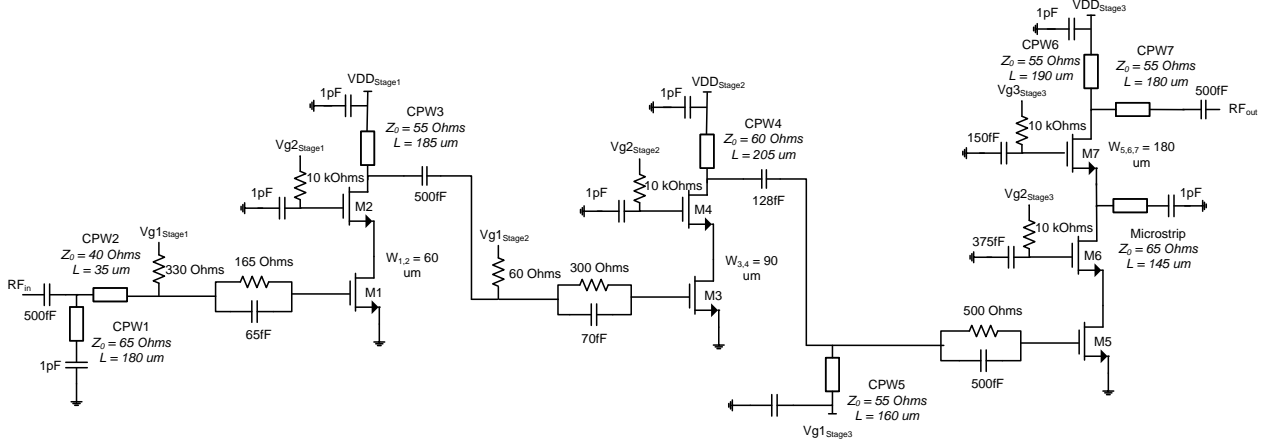 RFin
500fF
CPW1
Z0 = 65 Ohms
L = 180 um
1pF
CPW2
Z0 = 40 Ohms
L = 35 um
Vg1Stage1
330 Ohms
165 Ohms
65fF
M1
W1,2 = 60
um
M2
1pF
Vg2Stage1
10 kOhms
1pF
VDDStage1
CPW3
Z0 = 55 Ohms
L = 185 um
500fF
Vg1Stage2
60 Ohms
300 Ohms
70fF
M3
W3,4 = 90
um
M4
1pF
Vg2Stage2
10 kOhms
1pF
VDDStage2
CPW4
Z0 = 60 Ohms
L = 205 um
128fF
CPW5
Z0 = 55 Ohms
L = 160 um
Vg1Stage3
500 Ohms
500fF
M5
M6
375fF
Vg2Stage3
10 kOhms
Microstrip
Z0 = 65 Ohms
L = 145 um
1pF
M7
W5,6,7 = 180
um
150fF
Vg3Stage3
10 kOhms
1pF
VDDStage3
CPW6
Z0 = 55 Ohms
L = 190 um
CPW7
Z0 = 55 Ohms
L = 180 um
500fF
RFout